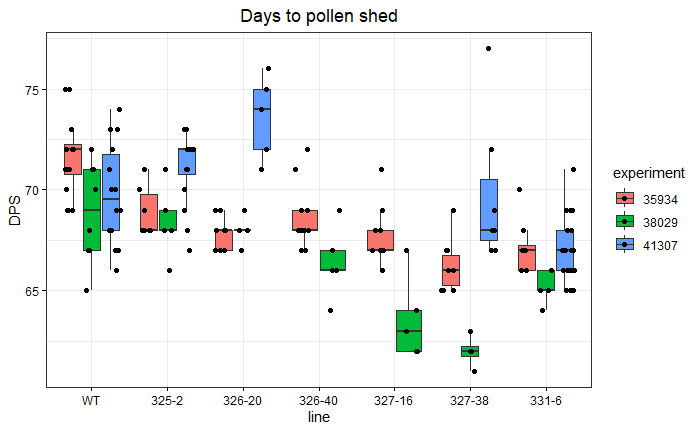 Days to pollen shed
DPS
75
70
65
WT 325-2 326-20 326-40 327-16 327-38 331-6
line
experiment
35934
38029
41307